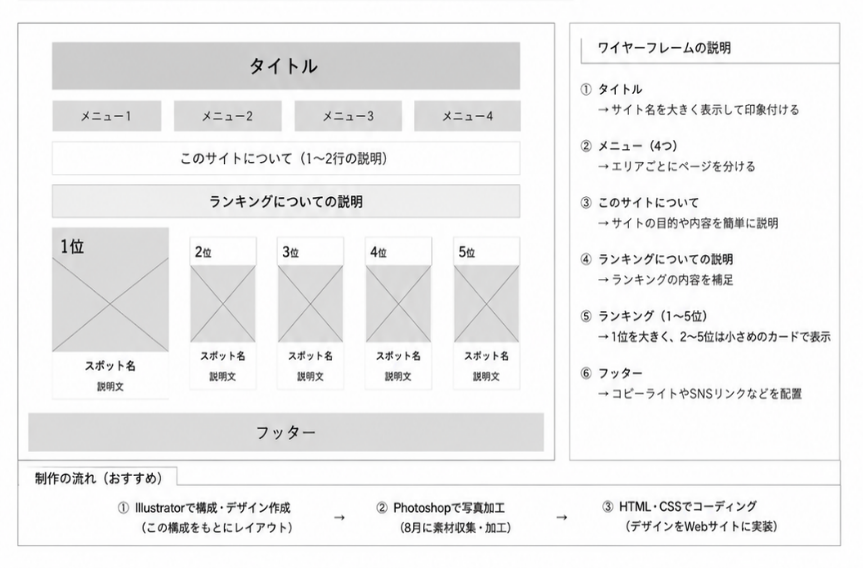 タイトル
メニュー1
メニュー2
メニュー3
メニュー4
このサイトについて（1〜2行の説明）
ランキングについての説明
1位
スポット名
説明文
2位
スポット名
説明文
3位
スポット名
説明文
4位
スポット名
説明文
5位
スポット名
説明文
フッター
ワイヤーフレームの説明
① タイトル
→サイト名を大きく表示して印象付ける
② メニュー（4つ）
→エリアごとにページを分ける
③ このサイトについて
→サイトの目的や内容を簡単に説明
④ ランキングについての説明
→ランキングの内容を補足
⑤ ランキング（1〜5位）
→1位を大きく、2〜5位は小さめのカードで表示
⑥ フッター
→コピーライトやSNSリンクなどを配置
制作の流れ（おすすめ）
① Illustratorで構成・デザイン作成
（この構成をもとにレイアウト）
→
② Photoshopで写真加工
（8月に素材収集・加工）
→
③ HTML・CSSでコーディング
（デザインをWebサイトに実装）